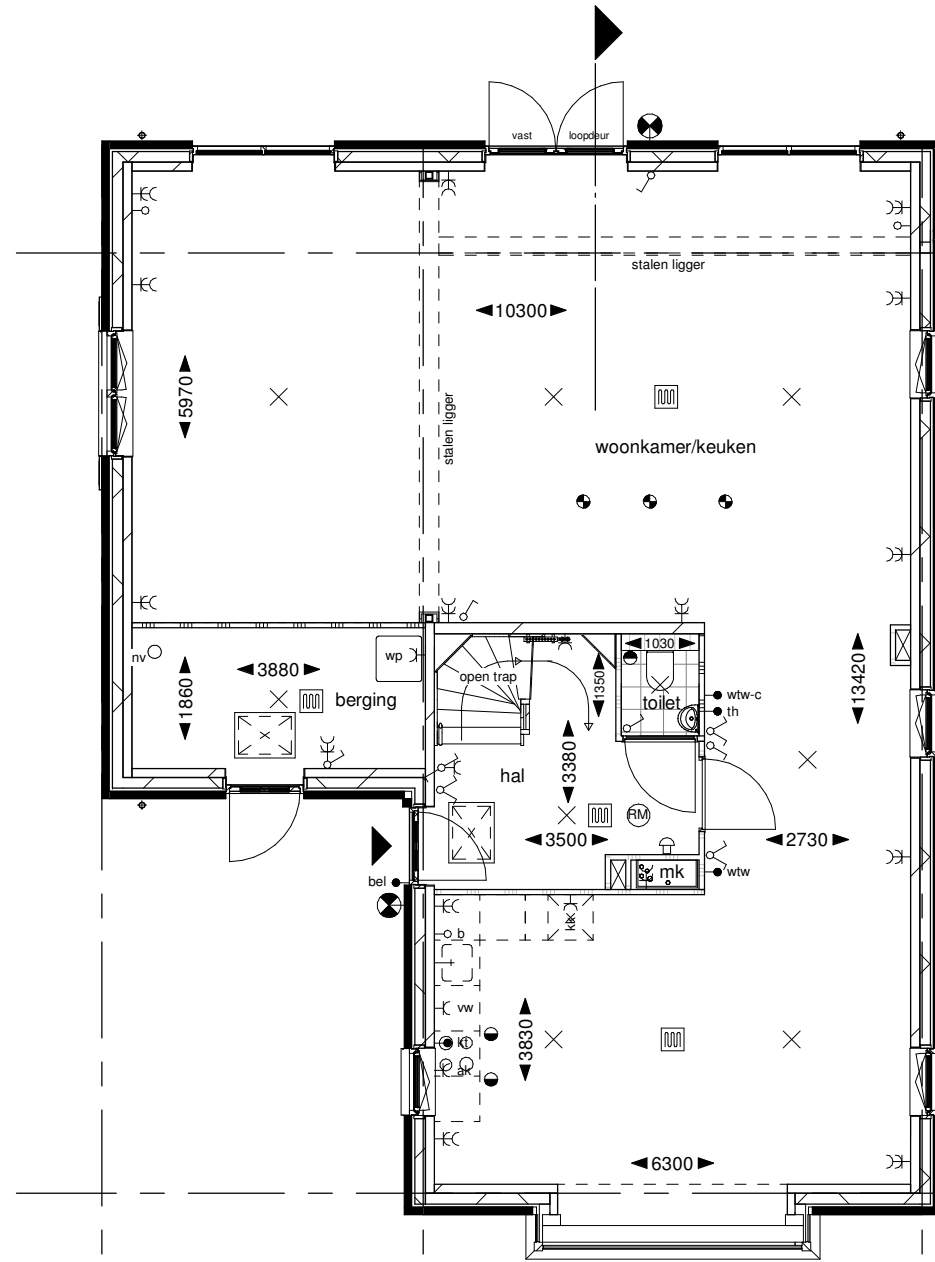 vast loopdeur
stalen ligger
10300
5970
stalen ligger
woonkamer/keuken
nv
1860
3880
berging
wp
open trap
1350
1030
toilet
wtw-c
th
13420
hal
3380
3500
RM
2730
mk
wtw
bel
b
kk
vw
kt
ak
3830
6300